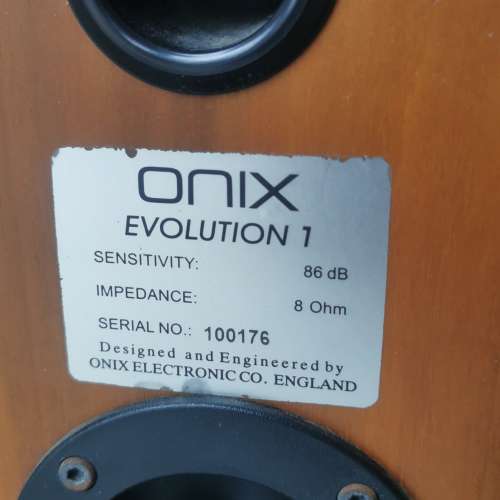 ONIX
EVOLUTION 1
SENSITIVITY: 86 dB
IMPEDANCE: 8 Ohm
SERIAL NO.: 100176
Designed and Engineered by
ONIX ELECTRONIC CO. ENGLAND